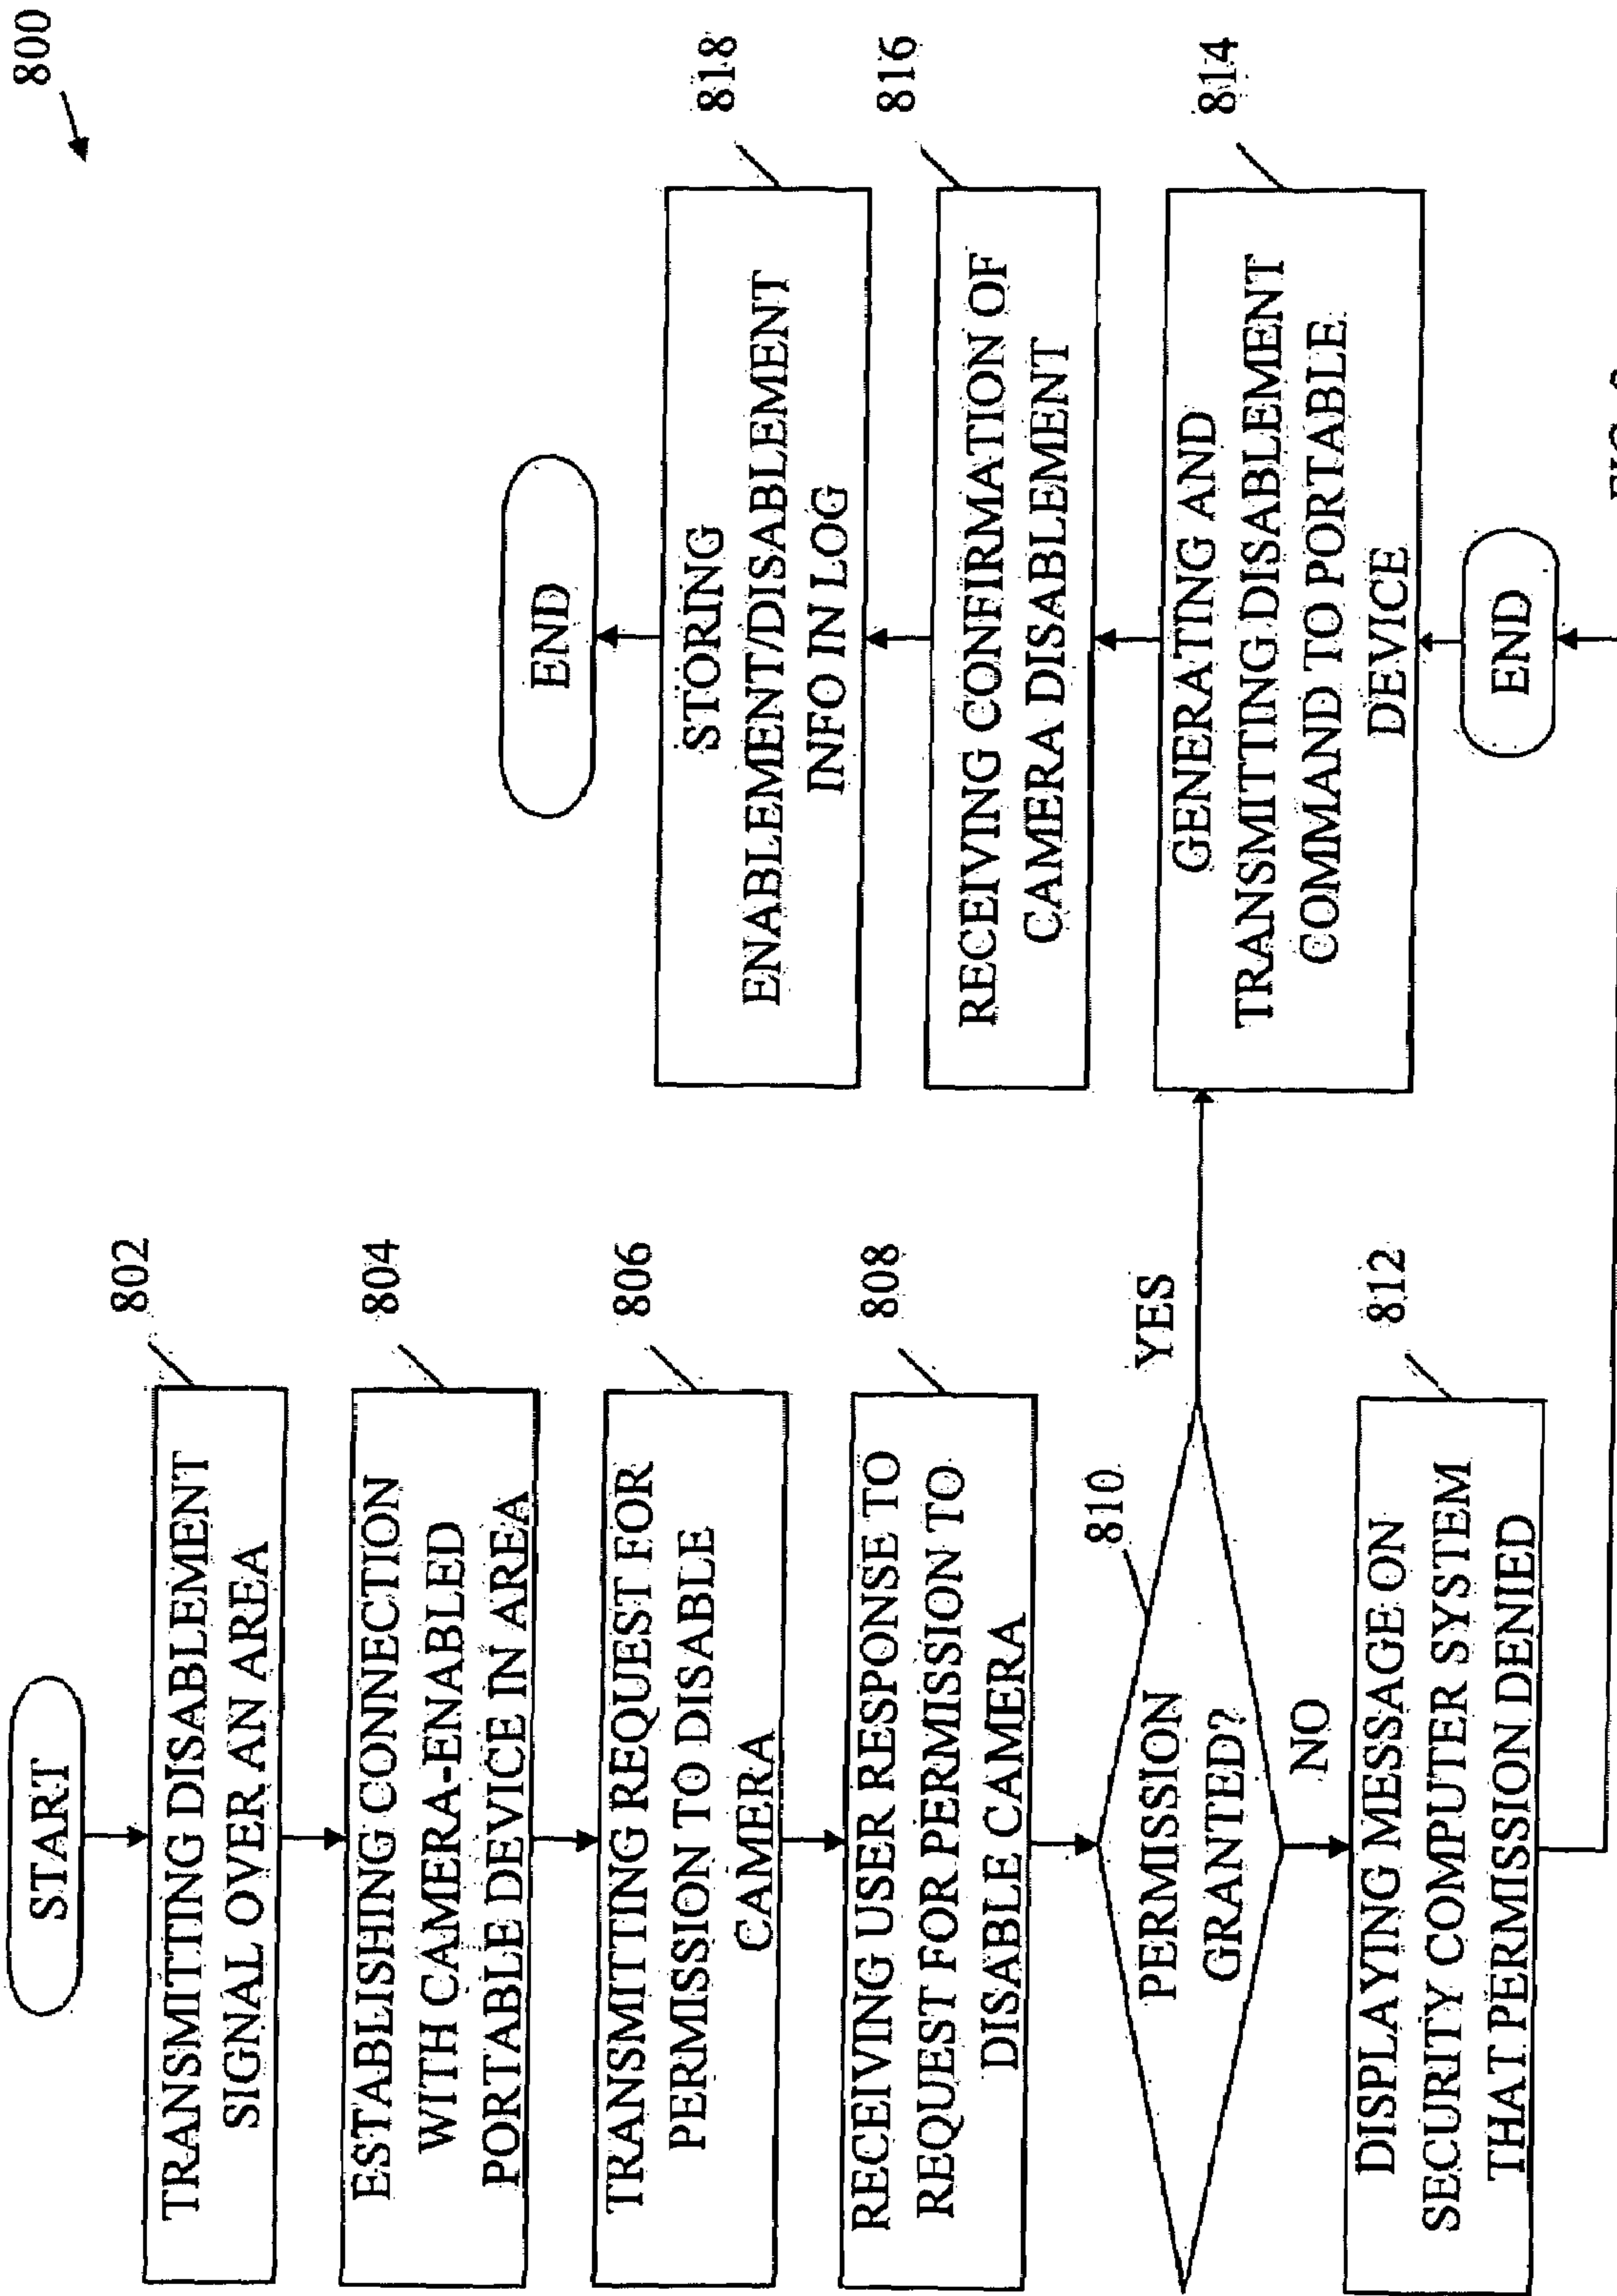 800
START
802
TRANSMITTING DISABLEMENT
SIGNAL OVER AN AREA
804
ESTABLISHING CONNECTION
WITH CAMERA-ENABLED
PORTABLE DEVICE IN AREA
806
TRANSMITTING REQUEST FOR
PERMISSION TO DISABLE
CAMERA
808
RECEIVING USER RESPONSE TO
REQUEST FOR PERMISSION TO
DISABLE CAMERA
810
PERMISSION
GRANTED?
YES
NO
812
DISPLAYING MESSAGE ON
SECURITY COMPUTER SYSTEM
THAT PERMISSION DENIED
END
818
STORING
ENABLEMENT/DISABLEMENT
INFO IN LOG
816
RECEIVING CONFIRMATION OF
CAMERA DISABLEMENT
814
GENERATING AND
TRANSMITTING DISABLEMENT
COMMAND TO PORTABLE
DEVICE
END